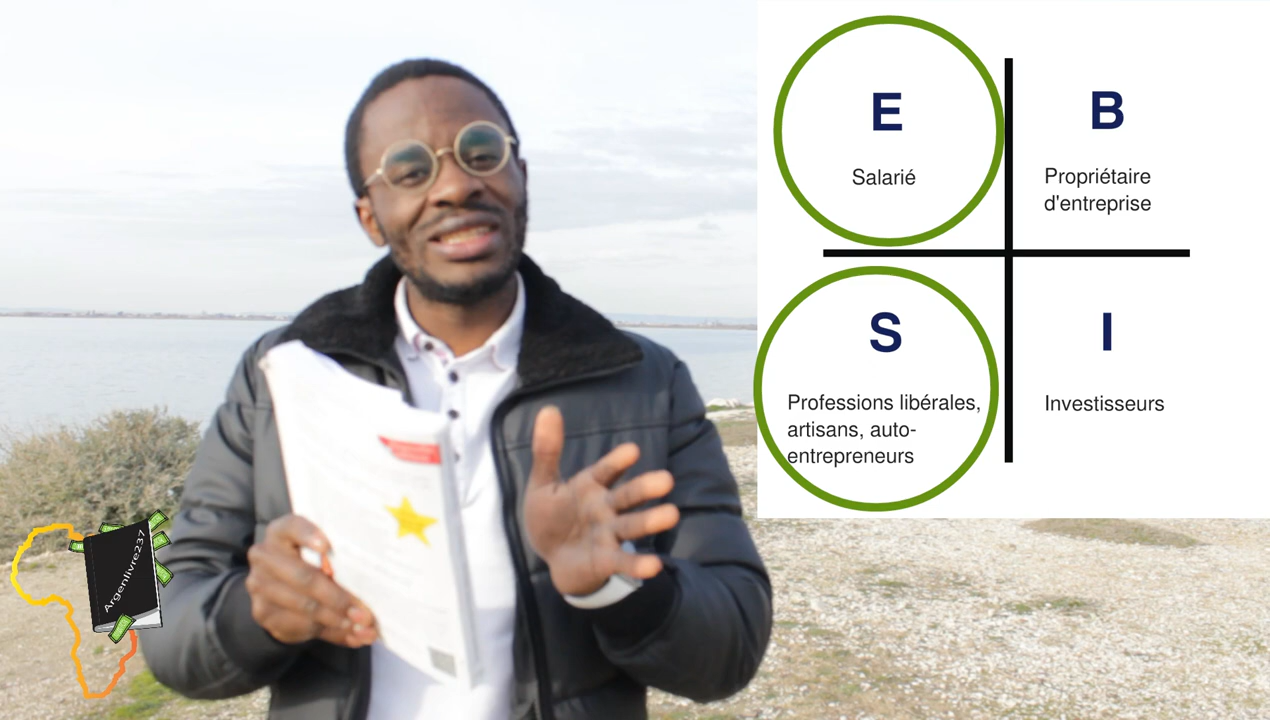 E
Salarié
B
Propriétaire
d'entreprise
S
Professions libérales,
artisans, auto-
entrepreneurs
I
Investisseurs
Argenlivre237